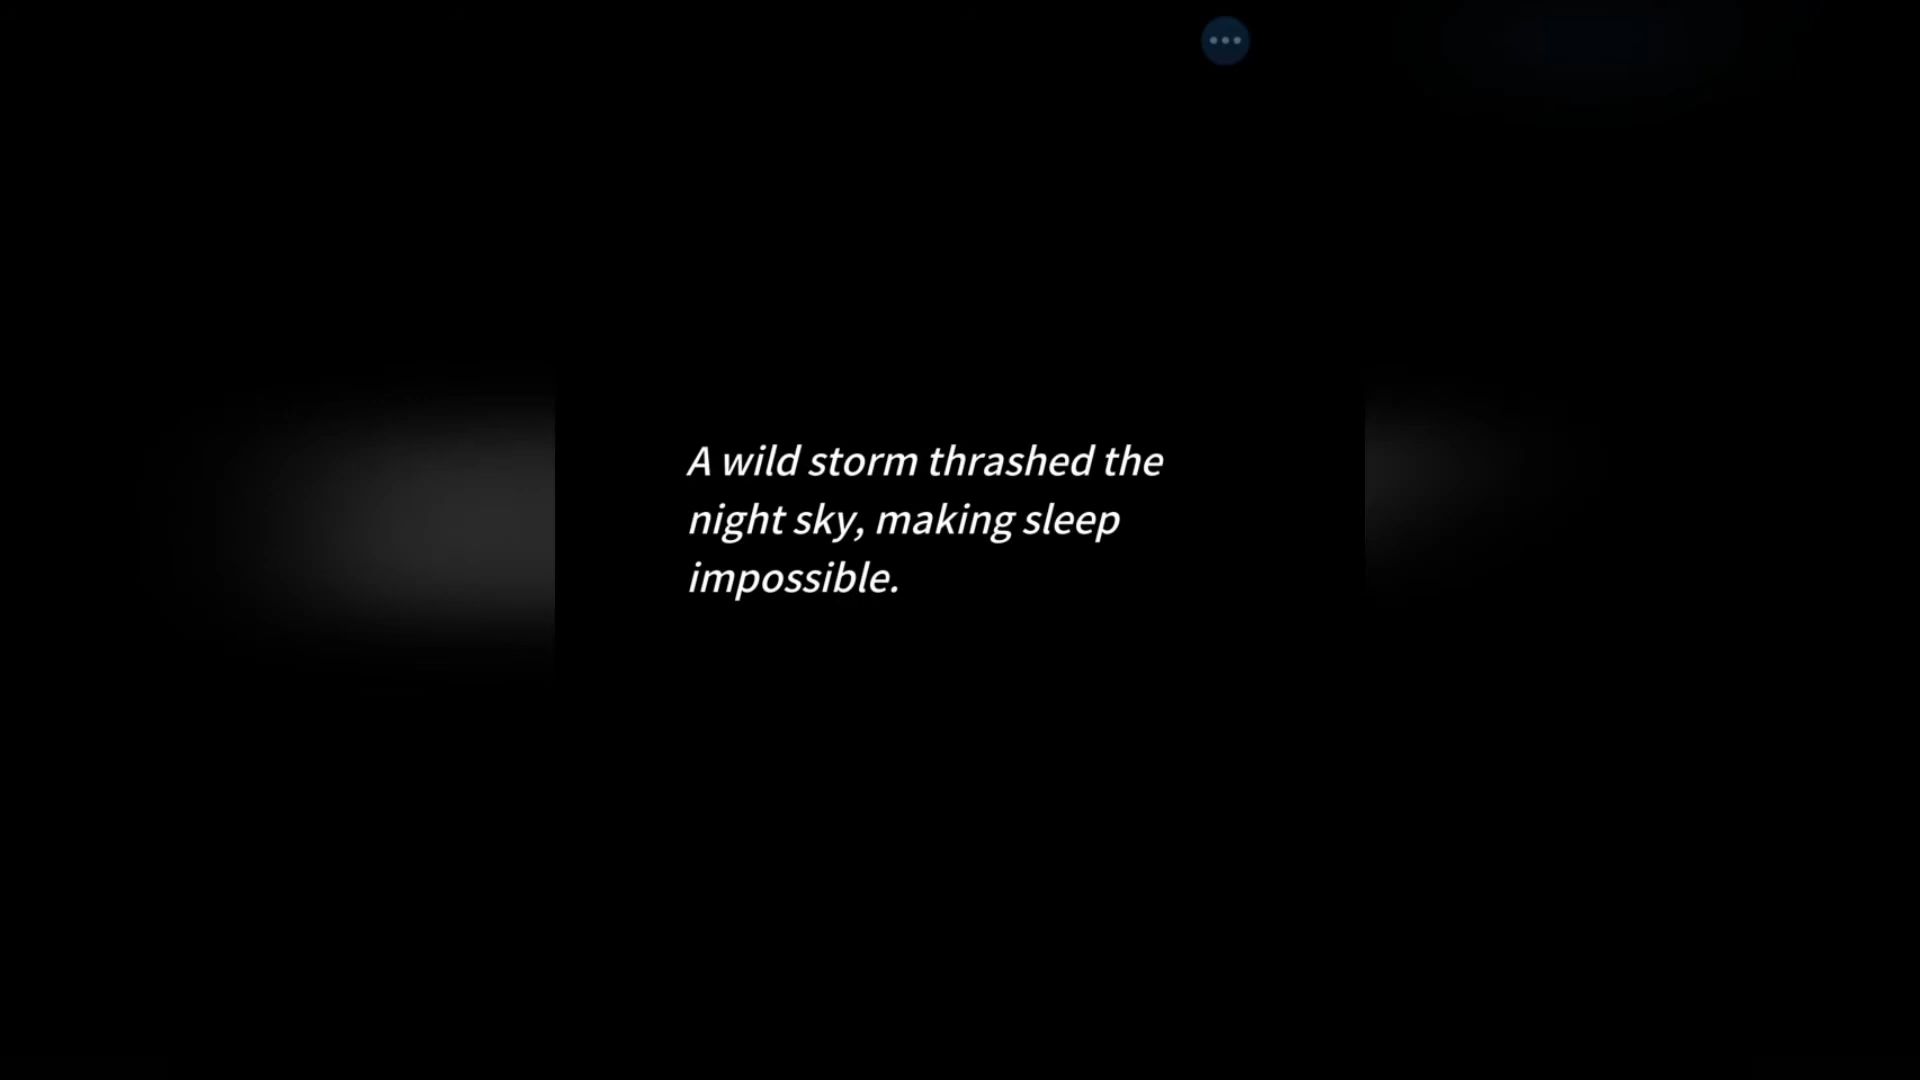 A wild storm thrashed the
night sky, making sleep
impossible.